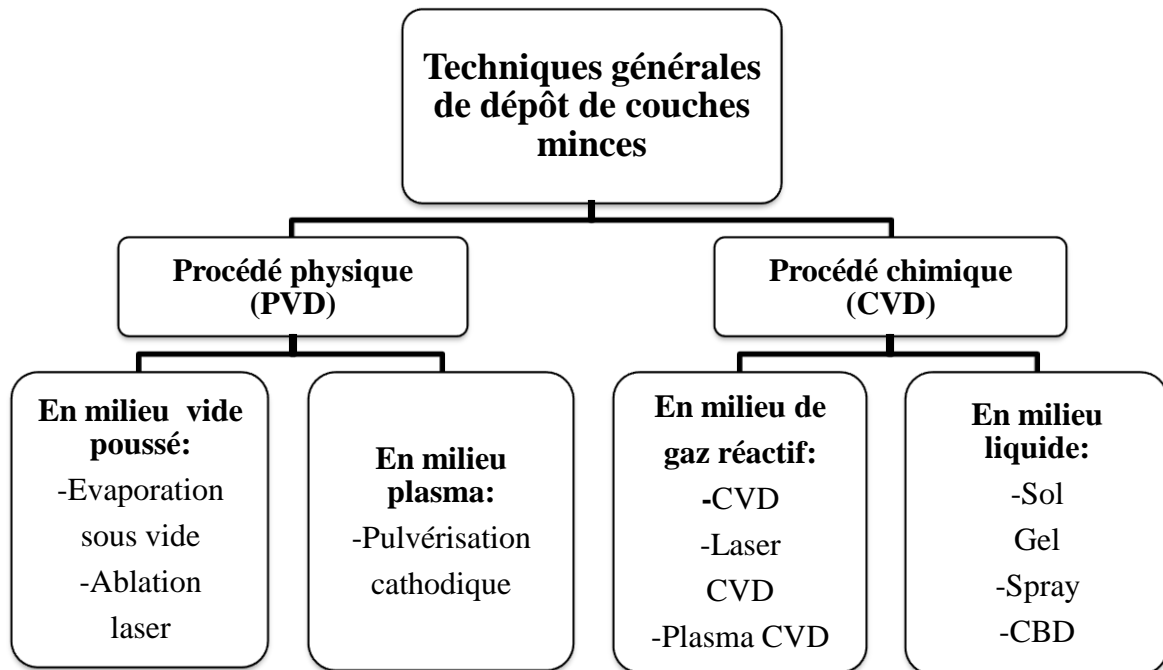 Techniques générales
de dépôt de couches
minces
Procédé physique
(PVD)
Procédé chimique
(CVD)
En milieu vide
poussé:
-Evaporation
sous vide
-Ablation
laser
En milieu
plasma:
-Pulvérisation
cathodique
En milieu de
gaz réactif:
-CVD
-Laser
CVD
-Plasma CVD
En milieu
liquide:
-Sol
Gel
-Spray
-CBD